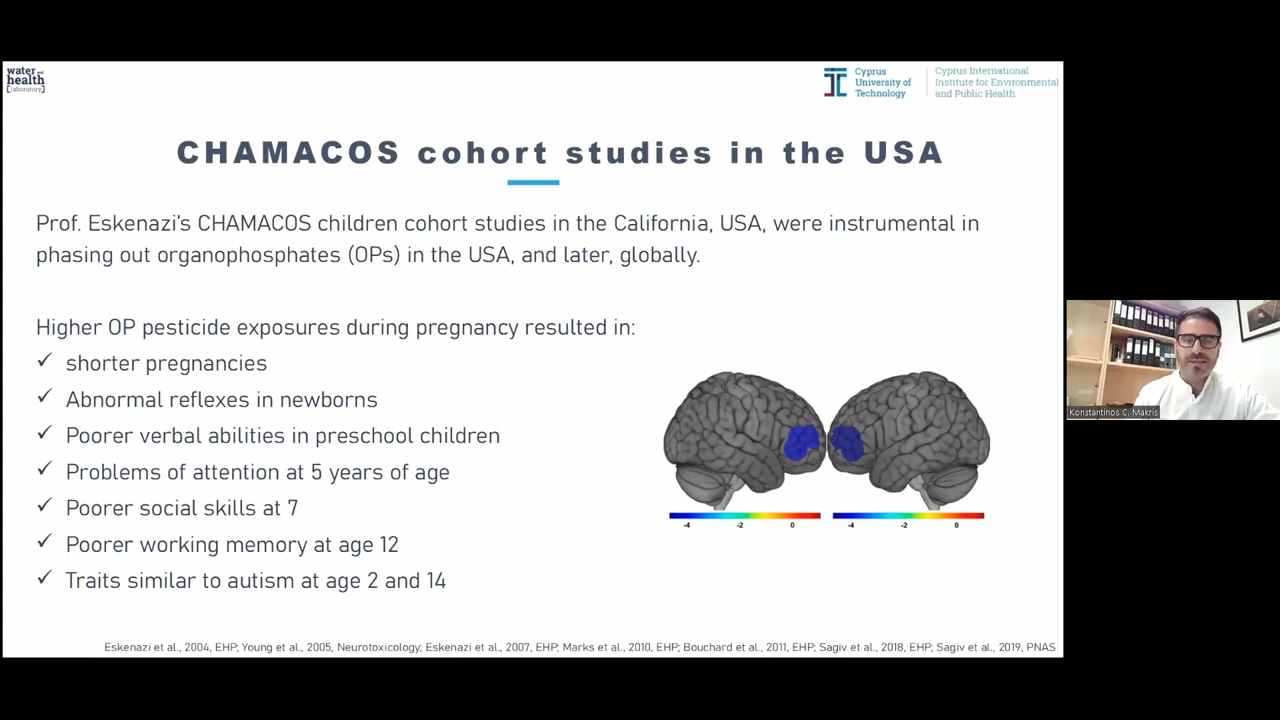 water and
health
[laboratory]
Cyprus
University of
Technology
Cyprus International
Institute for Environmental
and Public Health
CHAMACOS cohort studies in the USA
Prof. Eskenazi's CHAMACOS children cohort studies in the California, USA, were instrumental in
phasing out organophosphates (OPs) in the USA, and later, globally.
Higher OP pesticide exposures during pregnancy resulted in:
✓ shorter pregnancies
✓ Abnormal reflexes in newborns
✓ Poorer verbal abilities in preschool children
✓ Problems of attention at 5 years of age
✓ Poorer social skills at 7
✓ Poorer working memory at age 12
✓ Traits similar to autism at age 2 and 14
-4 -2 0
-4 -2 0
Eskenazi et al., 2004, EHP; Young et al., 2005, Neurotoxicology; Eskenazi et al., 2007, EHP; Marks et al., 2010, EHP; Bouchard et al., 2011, EHP; Sagiv et al., 2018, EHP; Sagiv et al., 2019, PNAS
Konstantinos C. Makris